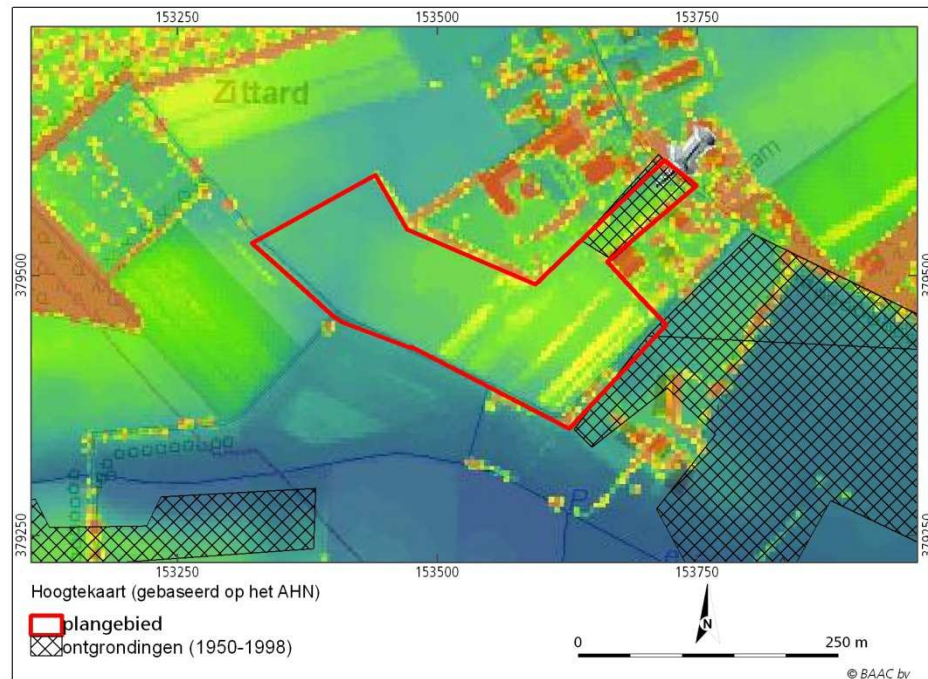 153250 153500 153750
Zittard
379500 379500
379250 379250
P
153250 153500 153750
Hoogtekaart (gebaseerd op het AHN)
plangebied
ontgrondingen (1950-1998)
N
0 250 m
© BAAC bv